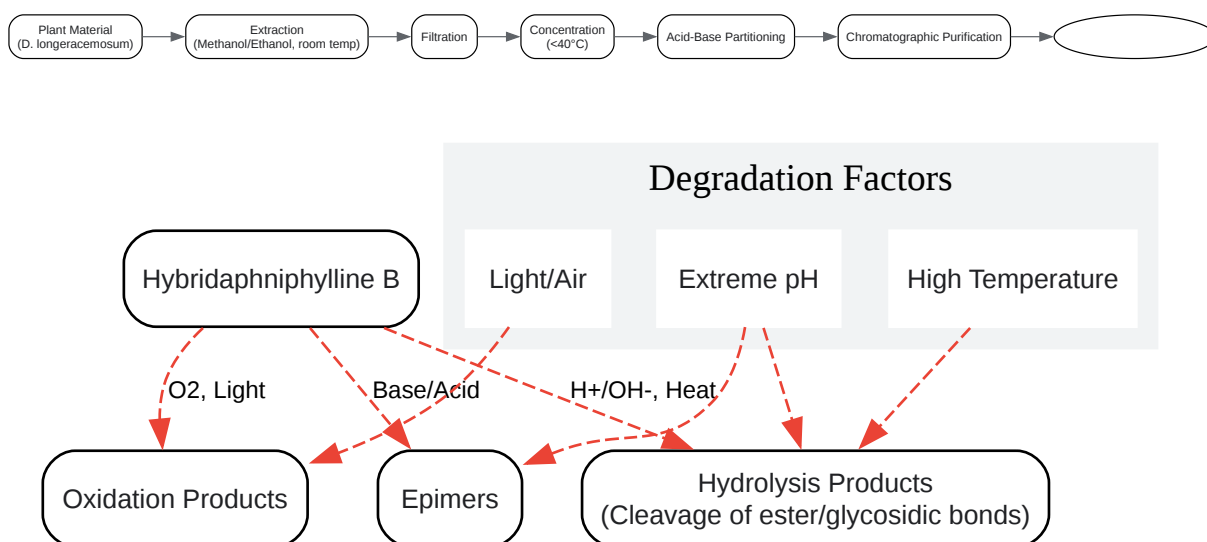 Plant Material
(D. longeracemosum)
Extraction
(Methanol/Ethanol, room temp)
Filtration
Concentration
(<40°C)
Acid-Base Partitioning
Chromatographic Purification
Degradation Factors
Hybridaphniphylline B
Light/Air
Extreme pH
High Temperature
O2, Light
Base/Acid
H+/OH-, Heat
Oxidation Products
Epimers
Hydrolysis Products
(Cleavage of ester/glycosidic bonds)